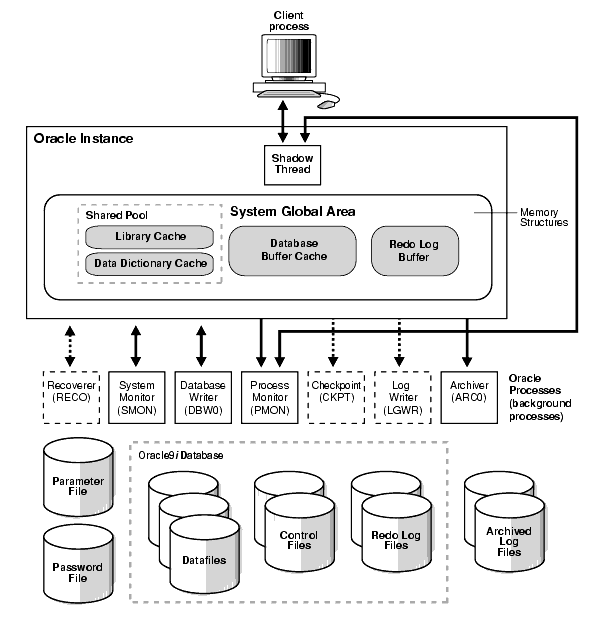 Client
process
Oracle Instance
Shadow
Thread
Shared Pool
System Global Area
Library Cache
Data Dictionary Cache
Database
Buffer Cache
Redo Log
Buffer
Memory
Structures
Recoverer
(RECO)
System
Monitor
(SMON)
Database
Writer
(DBW0)
Process
Monitor
(PMON)
Checkpoint
(CKPT)
Log
Writer
(LGWR)
Archiver
(ARC0)
Oracle
Processes
(background
processes)
Parameter
File
Password
File
Oracle9i Database
Datafiles
Control
Files
Redo Log
Files
Archived
Log
Files